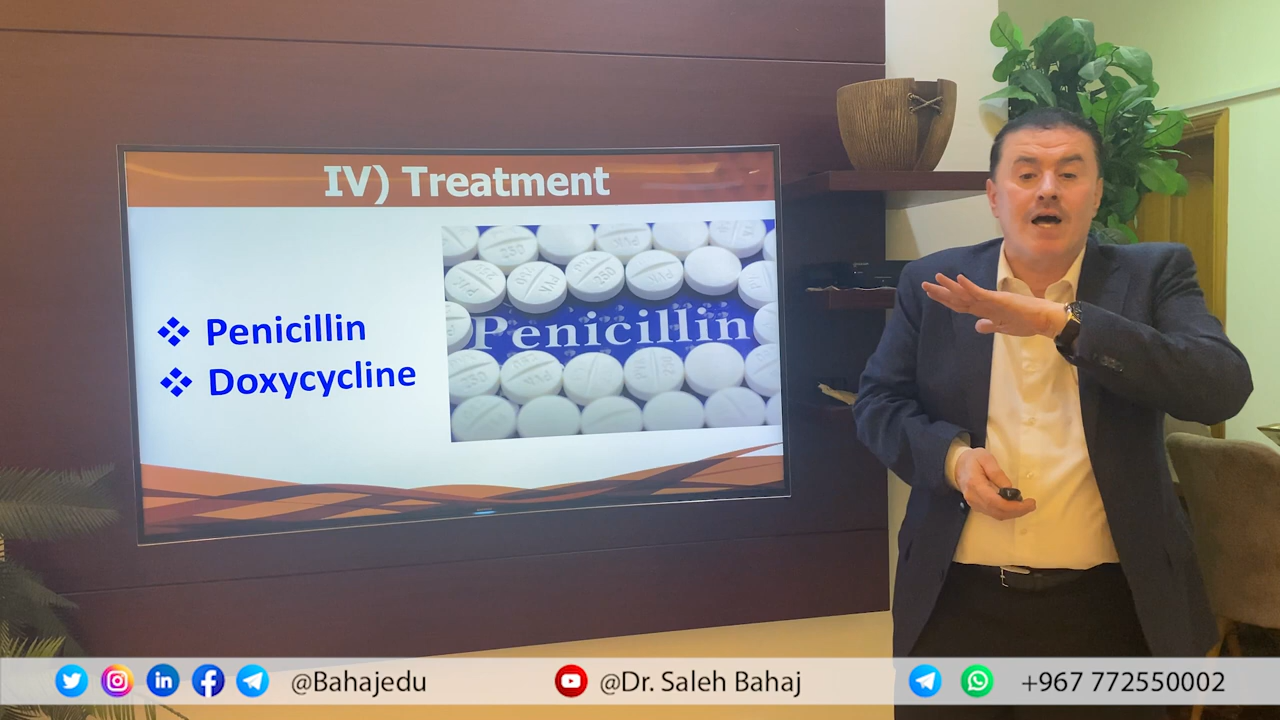 IV) Treatment
❖ Penicillin
❖ Doxycycline
Penicillin
@Bahajedu
@Dr. Saleh Bahaj
+967 772550002